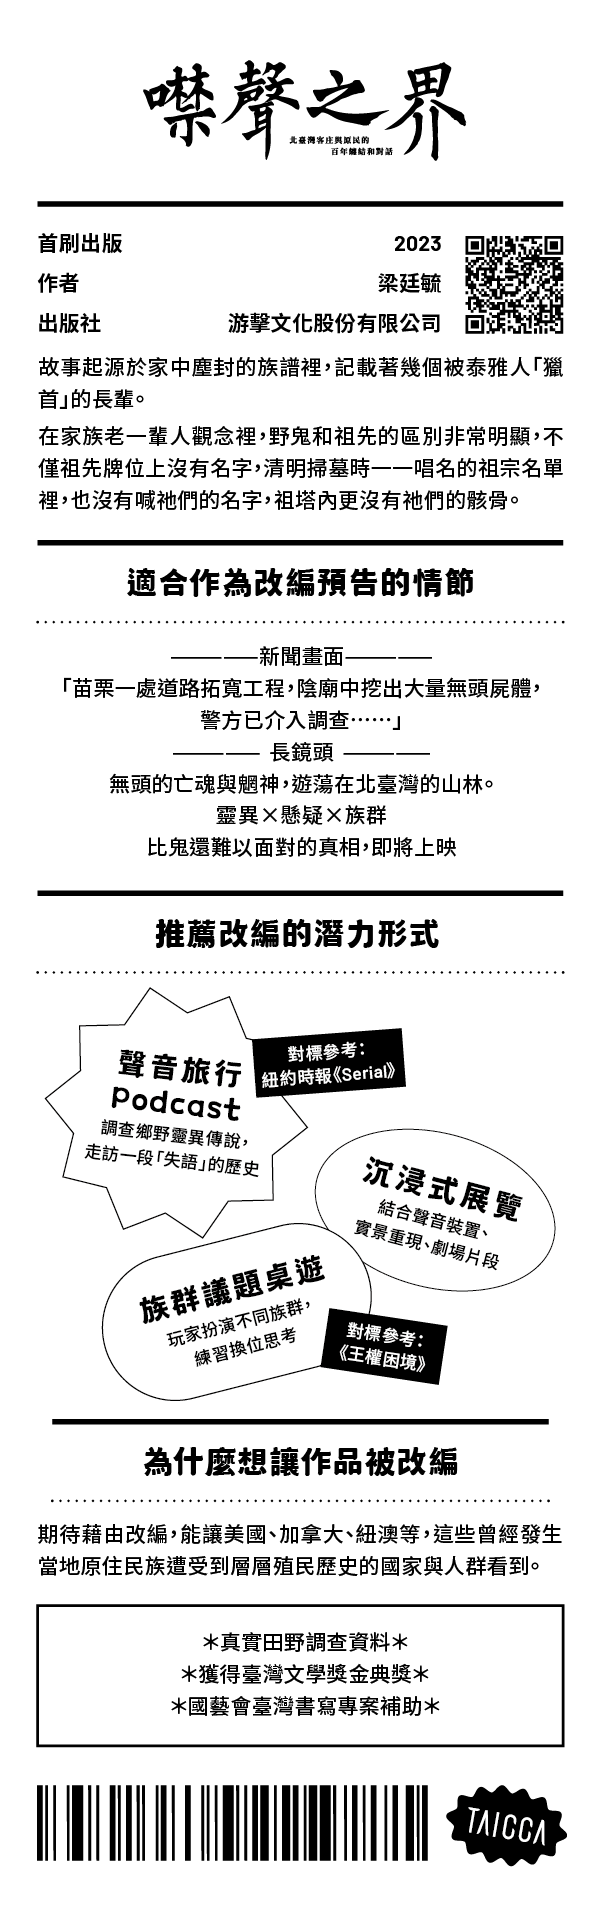 噤聲之界
北臺灣客庄與原民的
百年纏結和對話
首刷出版 2023
作者 梁廷毓
出版社 游擊文化股份有限公司
故事起源於家中塵封的族譜裡，記載著幾個被泰雅人「獵
首」的長輩。
在家族老一輩人觀念裡，野鬼和祖先的區別非常明顯，不
僅祖先牌位上沒有名字，清明掃墓時一一唱名的祖宗名單
裡，也沒有喊祂們的名字，祖塔內更沒有祂們的骸骨。
適合作為改編預告的情節
————新聞畫面————
「苗栗一處道路拓寬工程，陰廟中挖出大量無頭屍體，
警方已介入調查⋯⋯」
———— 長鏡頭 ————
無頭的亡魂與魍神，遊蕩在北臺灣的山林。
靈異×懸疑×族群
比鬼還難以面對的真相，即將上映
推薦改編的潛力形式
聲音旅行
podcast
調查鄉野靈異傳說，
走訪一段「失語」的歷史
對標參考：
紐約時報《Serial》
沉浸式展覽
結合聲音裝置、
實景重現、劇場片段
族群議題桌遊
玩家扮演不同族群，
練習換位思考
對標參考：
《王權困境》
為什麼想讓作品被改編
期待藉由改編，能讓美國、加拿大、紐澳等，這些曾經發生
當地原住民族遭受到層層殖民歷史的國家與人群看到。
＊真實田野調查資料＊
＊獲得臺灣文學獎金典獎＊
＊國藝會臺灣書寫專案補助＊
TAICCA